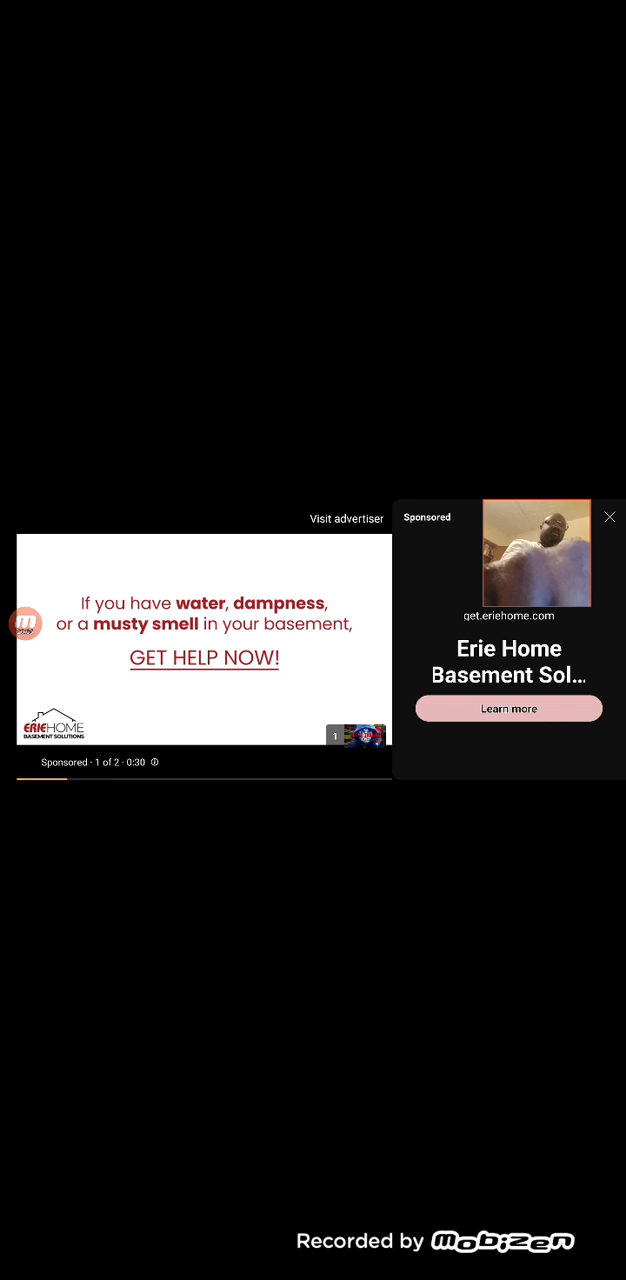 Visit advertiser
Sponsored
If you have water, dampness,
or a musty smell in your basement,
GET HELP NOW!
ERIEHOME
BASEMENT SOLUTIONS
1
Sponsored · 1 of 2 · 0:30
get.eriehome.com
Erie Home
Basement Sol...
Learn more
Recorded by mobizen